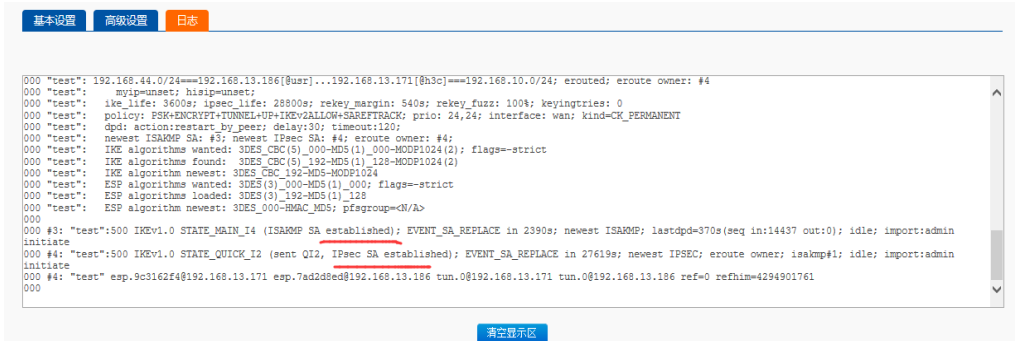 基本设置 高级设置 日志
000 "test": 192.168.44.0/24===192.168.13.186[@usr]...192.168.13.171[@h3c]===192.168.10.0/24; erouted; eroute owner: #4
000 "test":     myip=unset; hisip=unset;
000 "test":   ike_life: 3600s; ipsec_life: 28800s; rekey_margin: 540s; rekey_fuzz: 100%; keyingtries: 0
000 "test":   policy: PSK+ENCRYPT+TUNNEL+UP+IKEv2ALLOW+SAREFTRACK; prio: 24,24; interface: wan; kind=CK_PERMANENT
000 "test":   dpd: action:restart_by_peer; delay:30; timeout:120;
000 "test":   newest ISAKMP SA: #3; newest IPsec SA: #4; eroute owner: #4;
000 "test":   IKE algorithms wanted: 3DES_CBC(5)_000-MD5(1)_000-MODP1024(2); flags=-strict
000 "test":   IKE algorithms found:  3DES_CBC(5)_192-MD5(1)_128-MODP1024(2)
000 "test":   IKE algorithm newest: 3DES_CBC_192-MD5-MODP1024
000 "test":   ESP algorithms wanted: 3DES(3)_000-MD5(1)_000; flags=-strict
000 "test":   ESP algorithms loaded: 3DES(3)_192-MD5(1)_128
000 "test":   ESP algorithm newest: 3DES_000-HMAC_MD5; pfsgroup=<N/A>
000
000 #3: "test":500 IKEv1.0 STATE_MAIN_I4 (ISAKMP SA established); EVENT_SA_REPLACE in 2390s; newest ISAKMP; lastdpd=370s(seq in:14437 out:0); idle; import:admin
initiate
000 #4: "test":500 IKEv1.0 STATE_QUICK_I2 (sent QI2, IPsec SA established); EVENT_SA_REPLACE in 27619s; newest IPSEC; eroute owner; isakmp#1; idle; import:admin
initiate
000 #4: "test" esp.9c3162f4@192.168.13.171 esp.7ad2d8ed@192.168.13.186 tun.0@192.168.13.171 tun.0@192.168.13.186 ref=0 refhim=4294901761
000
清空显示区